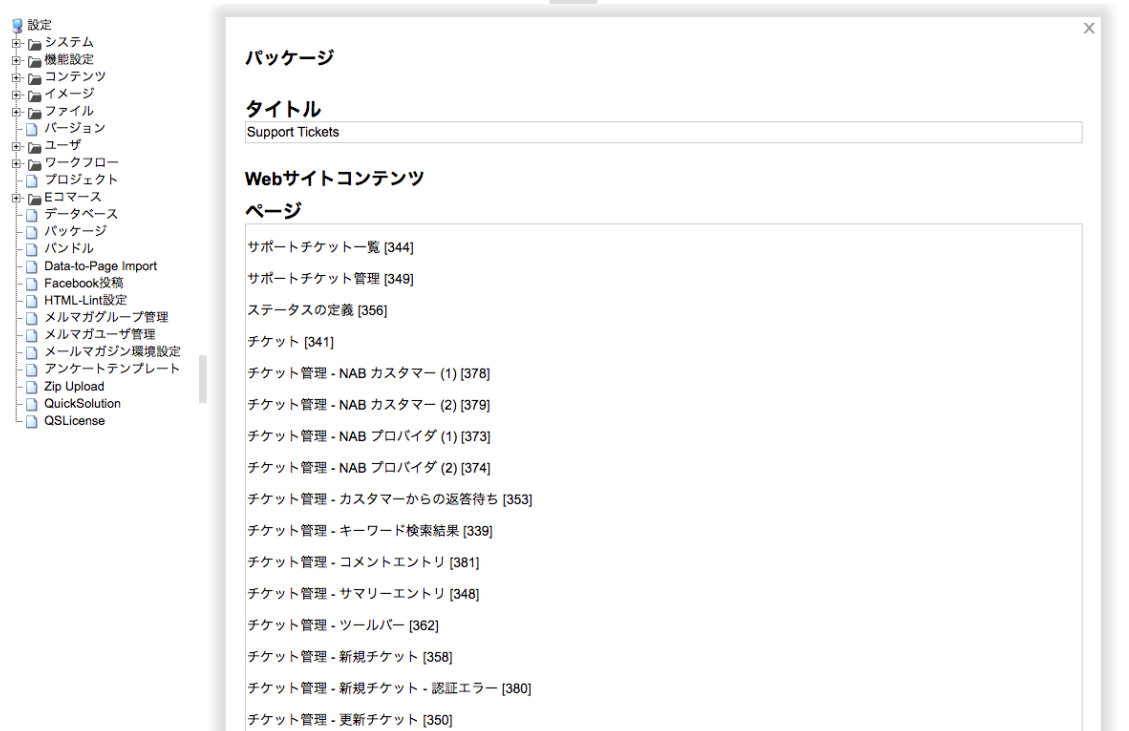 設定
システム
機能設定
コンテンツ
イメージ
ファイル
バージョン
ユーザ
ワークフロー
プロジェクト
Eコマース
データベース
パッケージ
バンドル
Data-to-Page Import
Facebook投稿
HTML-Lint設定
メルマガグループ管理
メルマガユーザ管理
メールマガジン環境設定
アンケートテンプレート
Zip Upload
QuickSolution
QSLicense
パッケージ
タイトル
Support Tickets
Webサイトコンテンツ
ページ
サポートチケット一覧 [344]
サポートチケット管理 [349]
ステータスの定義 [356]
チケット [341]
チケット管理 - NAB カスタマー (1) [378]
チケット管理 - NAB カスタマー (2) [379]
チケット管理 - NAB プロバイダ (1) [373]
チケット管理 - NAB プロバイダ (2) [374]
チケット管理 - カスタマーからの返答待ち [353]
チケット管理 - キーワード検索結果 [339]
チケット管理 - コメントエントリ [381]
チケット管理 - サマリーエントリ [348]
チケット管理 - ツールバー [362]
チケット管理 - 新規チケット [358]
チケット管理 - 新規チケット - 認証エラー [380]
チケット管理 - 更新チケット [350]